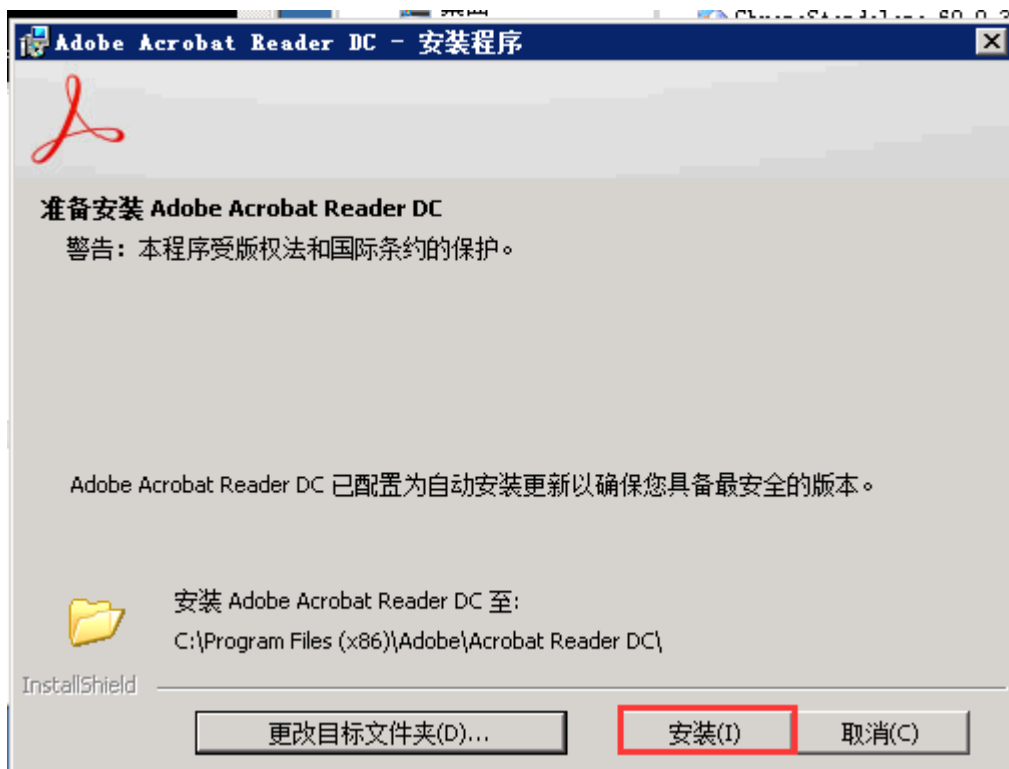 Adobe Acrobat Reader DC - 安装程序
准备安装 Adobe Acrobat Reader DC
警告: 本程序受版权法和国际条约的保护。
Adobe Acrobat Reader DC 已配置为自动安装更新以确保您具备最安全的版本。
安装 Adobe Acrobat Reader DC 至:
C:\Program Files (x86)\Adobe\Acrobat Reader DC\
InstallShield
更改目标文件夹(D)... 安装(I) 取消(C)